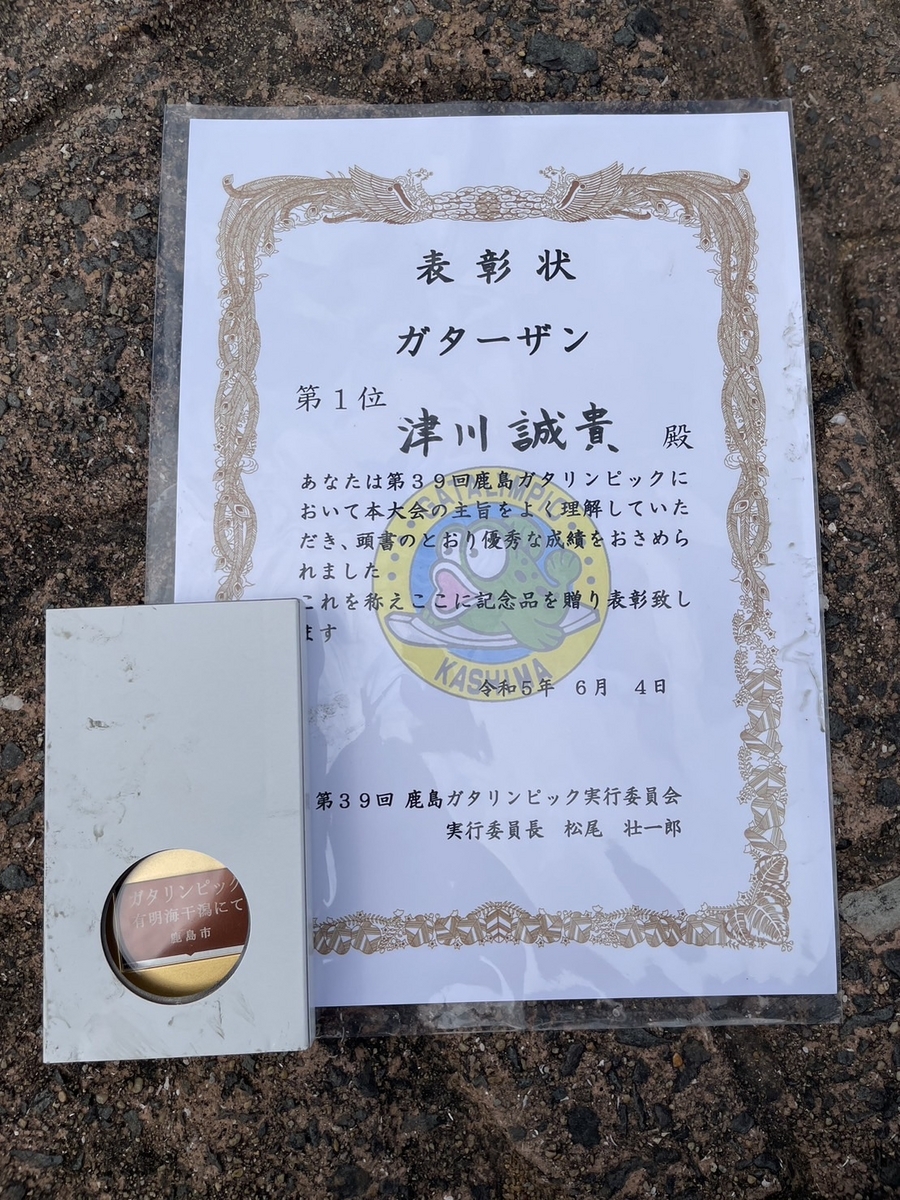 表彰状
ガターザン
第1位
津川誠貴 殿
あなたは第39回鹿島ガタリンピックに
おいて本大会の主旨をよく理解していた
だき、頭書のとおり優秀な成績をおさめら
れました
これを称えここに記念品を贈り表彰致し
ます
GATALYMPIC
KASHIMA
令和5年 6月 4日
第39回 鹿島ガタリンピック実行委員会
実行委員長 松尾 壮一郎
ガタリンピック
有明海干潟にて
鹿島市